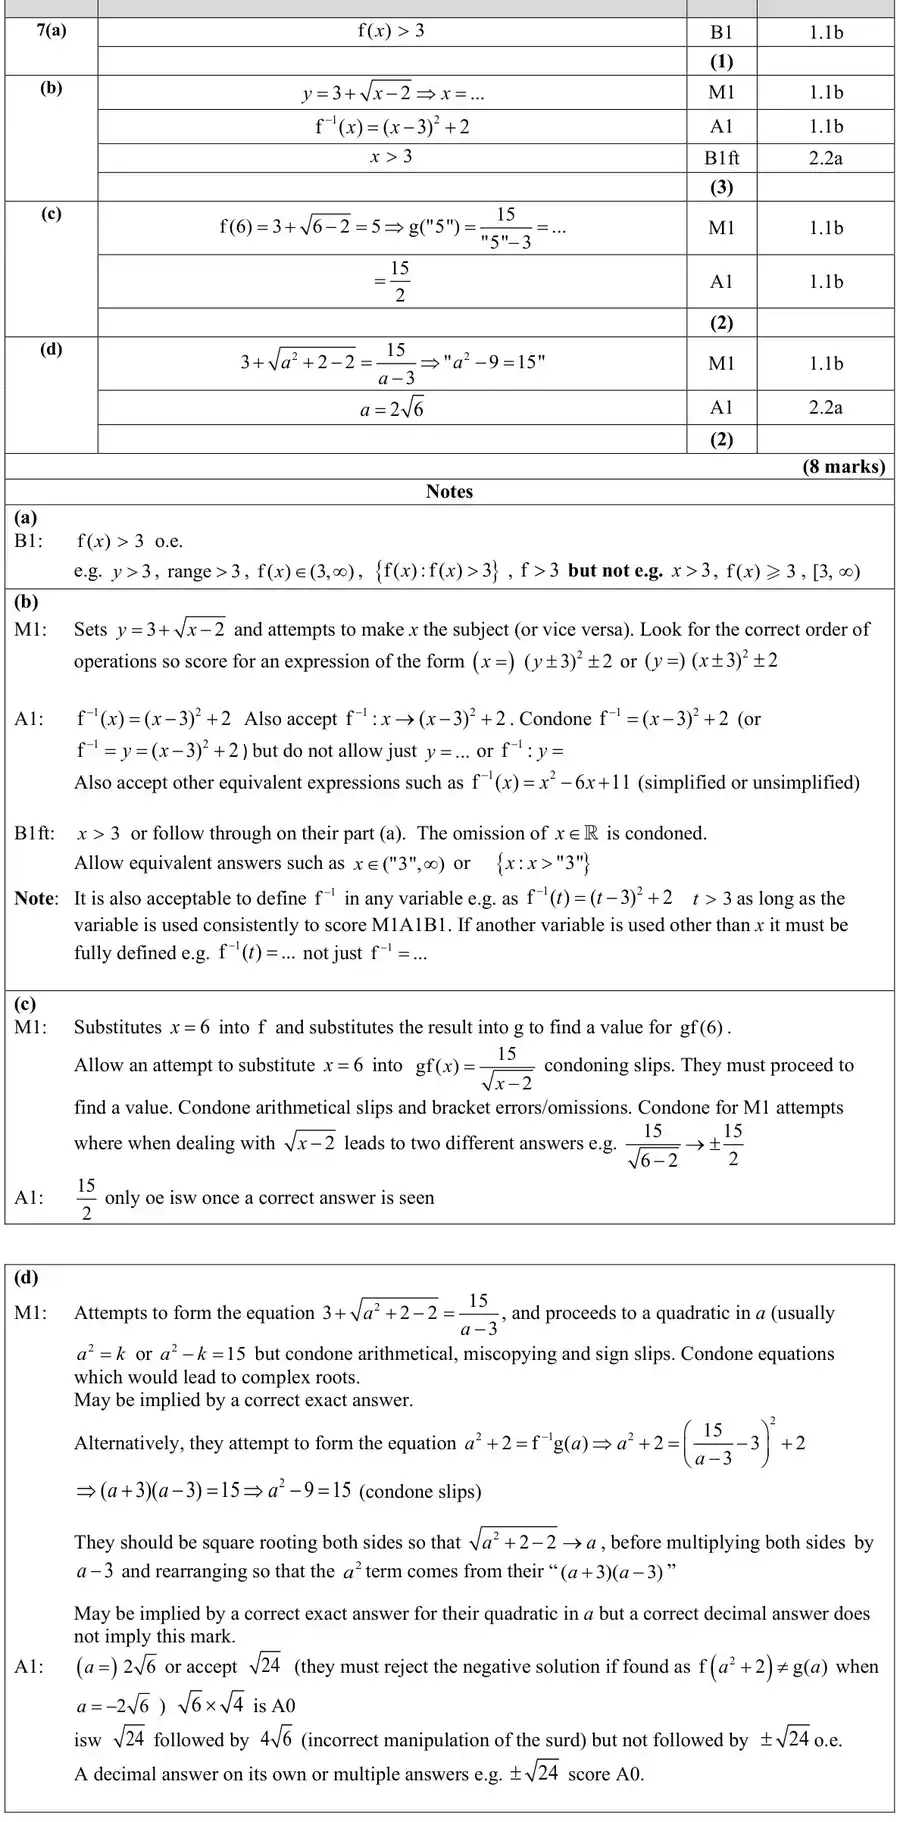 7(a) f(x) > 3 B1 1.1b
(1)
(b) y = 3 + √(x − 2) ⇒ x = ... M1 1.1b
f⁻¹(x) = (x − 3)² + 2 A1 1.1b
x > 3 B1ft 2.2a
(3)
(c) f(6) = 3 + √(6 − 2) = 5 ⇒ g("5") = 15/("5" − 3) = ... M1 1.1b
= 15/2 A1 1.1b
(2)
(d) 3 + √(a² + 2 − 2) = 15/(a − 3) ⇒ "a² − 9 = 15" M1 1.1b
a = 2√6 A1 2.2a
(2)
(8 marks)
Notes
(a)
B1: f(x) > 3 o.e.
e.g. y > 3, range > 3, f(x) ∈ (3, ∞), {f(x) : f(x) > 3}, f > 3 but not e.g. x > 3, f(x) ⩾ 3, [3, ∞)
(b)
M1: Sets y = 3 + √(x − 2) and attempts to make x the subject (or vice versa). Look for the correct order of
operations so score for an expression of the form (x =) (y ± 3)² ± 2 or (y =) (x ± 3)² ± 2
A1: f⁻¹(x) = (x − 3)² + 2 Also accept f⁻¹ : x → (x − 3)² + 2. Condone f⁻¹ = (x − 3)² + 2 (or
f⁻¹ = y = (x − 3)² + 2) but do not allow just y = ... or f⁻¹ : y =
Also accept other equivalent expressions such as f⁻¹(x) = x² − 6x + 11 (simplified or unsimplified)
B1ft: x > 3 or follow through on their part (a). The omission of x ∈ ℝ is condoned.
Allow equivalent answers such as x ∈ ("3", ∞) or {x : x > "3"}
Note: It is also acceptable to define f⁻¹ in any variable e.g. as f⁻¹(t) = (t − 3)² + 2 t > 3 as long as the
variable is used consistently to score M1A1B1. If another variable is used other than x it must be
fully defined e.g. f⁻¹(t) = ... not just f⁻¹ = ...
(c)
M1: Substitutes x = 6 into f and substitutes the result into g to find a value for gf(6).
Allow an attempt to substitute x = 6 into gf(x) = 15/√(x − 2) condoning slips. They must proceed to
find a value. Condone arithmetical slips and bracket errors/omissions. Condone for M1 attempts
where when dealing with √(x − 2) leads to two different answers e.g. 15/√(6 − 2) → ± 15/2
A1: 15/2 only oe isw once a correct answer is seen
(d)
M1: Attempts to form the equation 3 + √(a² + 2 − 2) = 15/(a − 3), and proceeds to a quadratic in a (usually
a² = k or a² − k = 15 but condone arithmetical, miscopying and sign slips. Condone equations
which would lead to complex roots.
May be implied by a correct exact answer.
Alternatively, they attempt to form the equation a² + 2 = f⁻¹g(a) ⇒ a² + 2 = (15/(a − 3) − 3)² + 2
⇒ (a + 3)(a − 3) = 15 ⇒ a² − 9 = 15 (condone slips)
They should be square rooting both sides so that √(a² + 2 − 2) → a, before multiplying both sides by
a − 3 and rearranging so that the a² term comes from their “(a + 3)(a − 3)”
May be implied by a correct exact answer for their quadratic in a but a correct decimal answer does
not imply this mark.
A1: (a =) 2√6 or accept √24 (they must reject the negative solution if found as f(a² + 2) ≠ g(a) when
a = −2√6 ) √6 × √4 is A0
isw √24 followed by 4√6 (incorrect manipulation of the surd) but not followed by ± √24 o.e.
A decimal answer on its own or multiple answers e.g. ± √24 score A0.